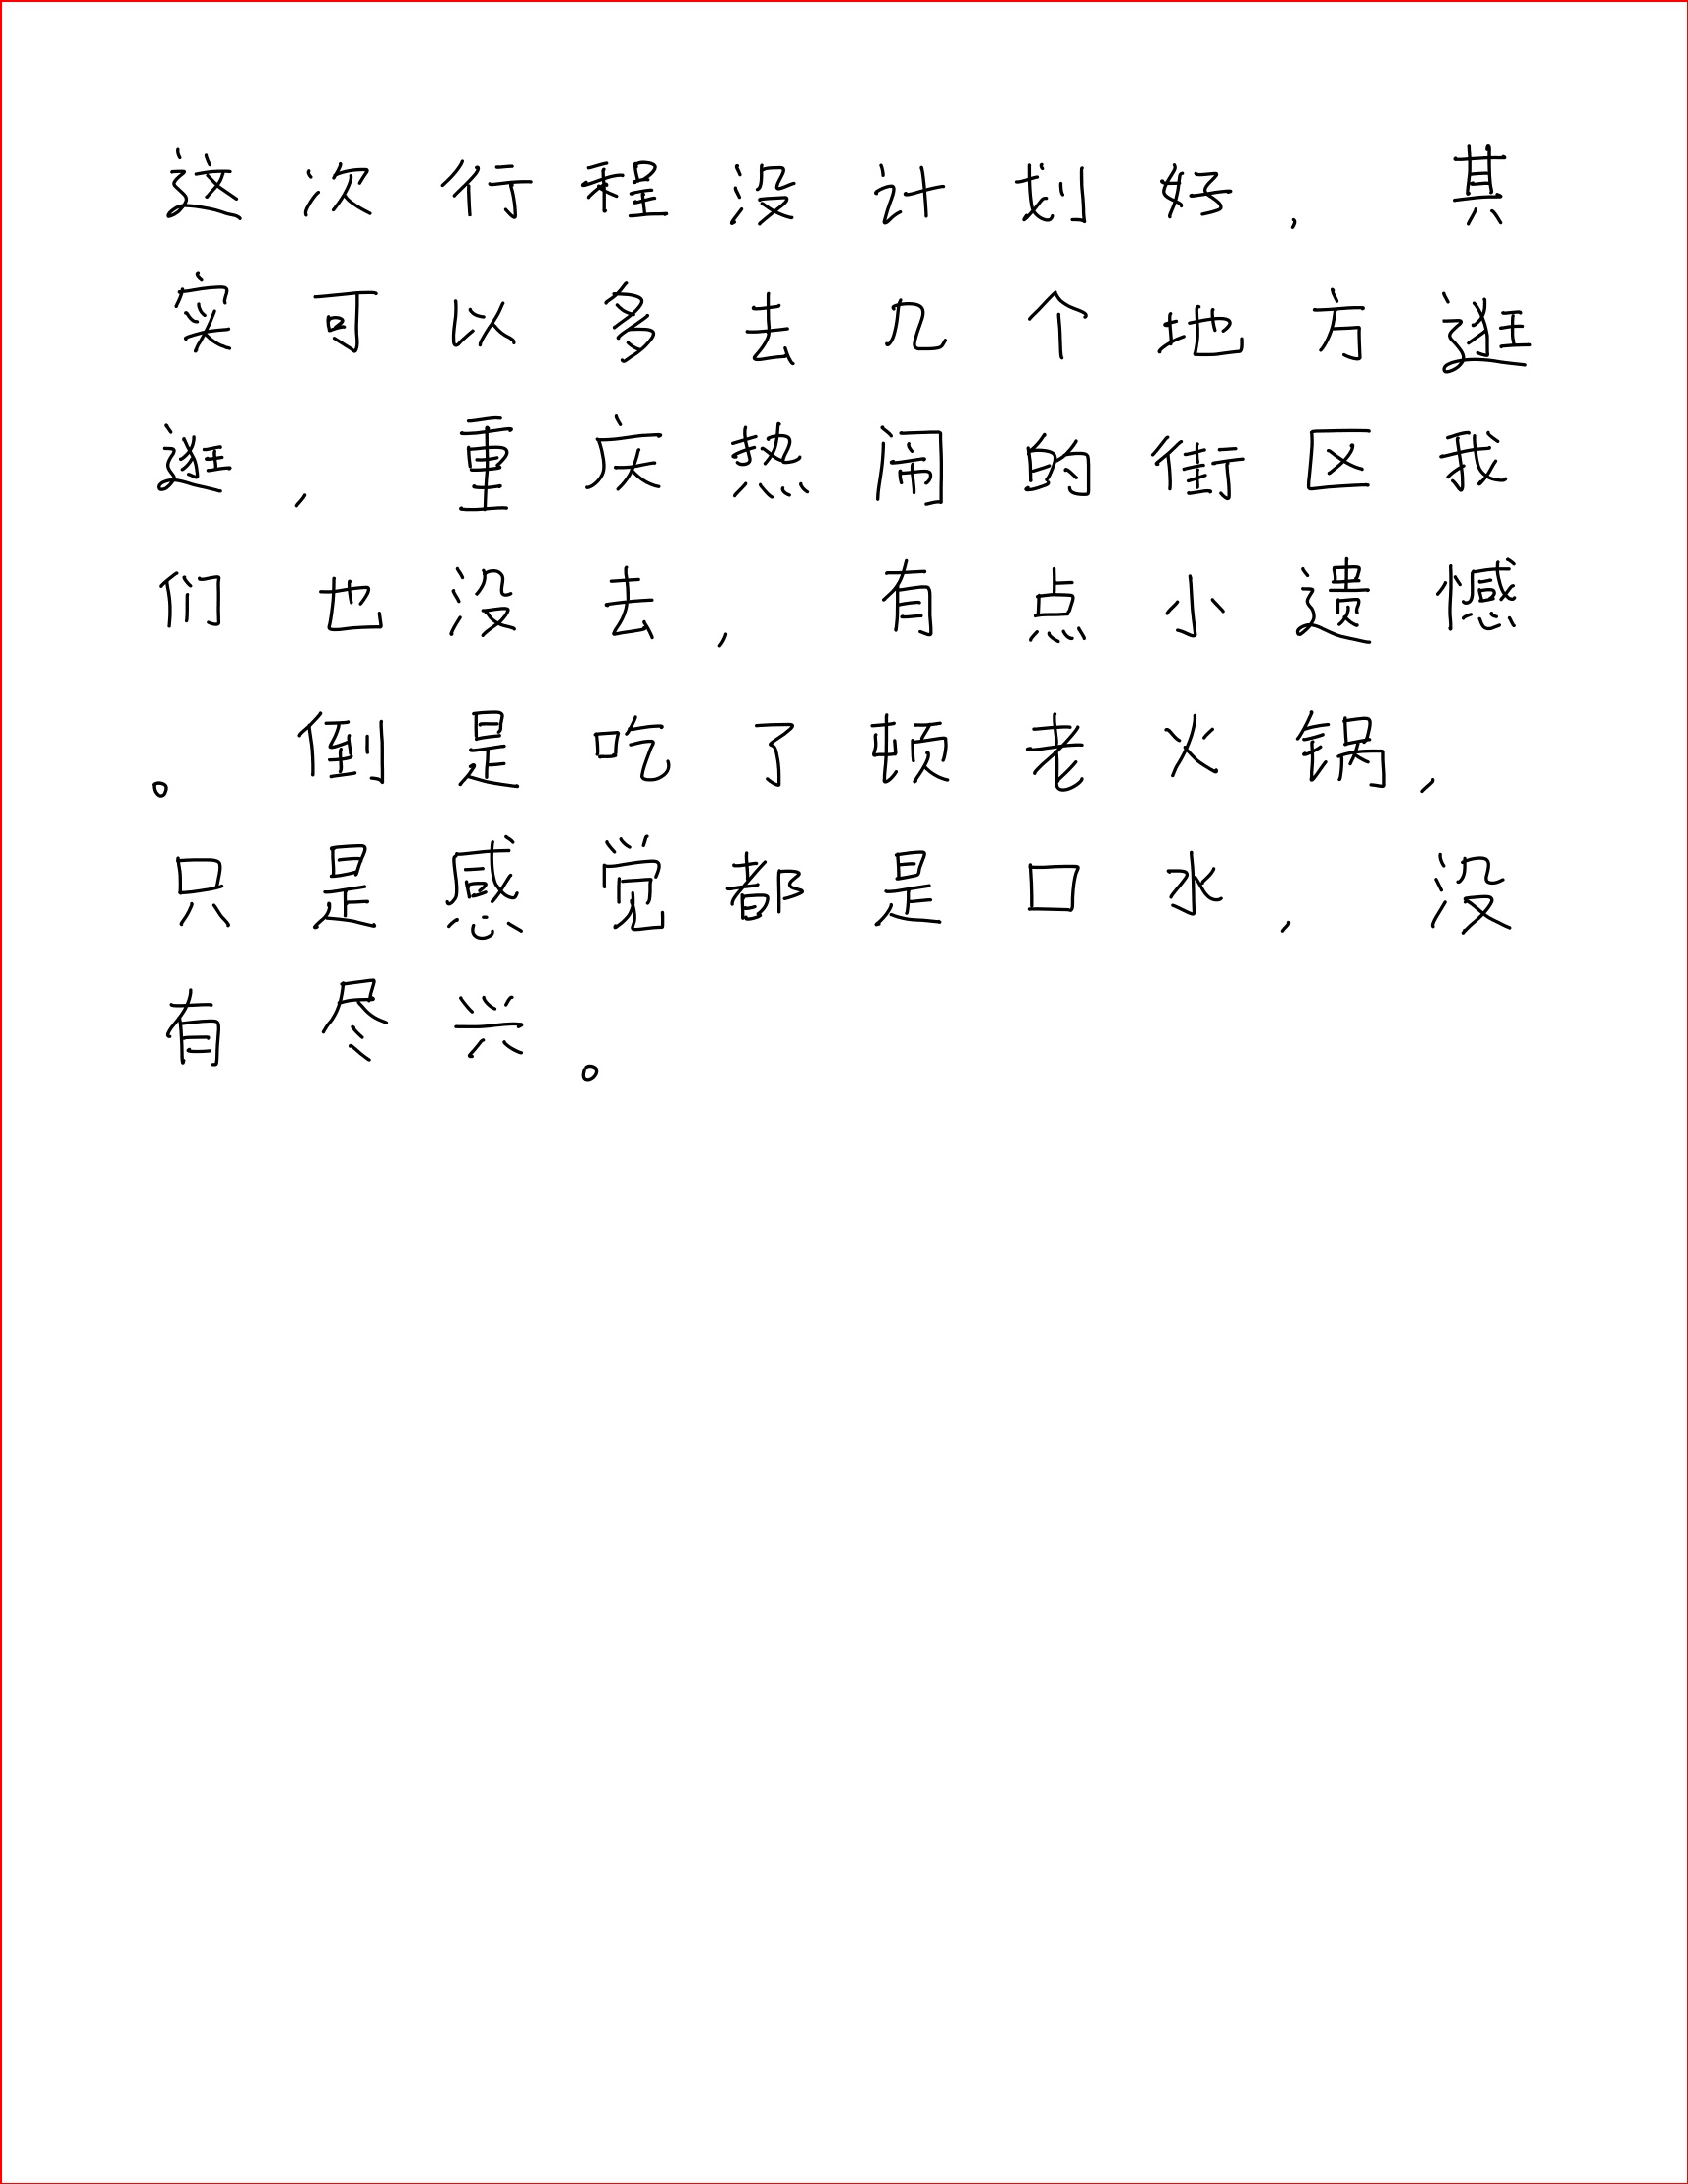 这次行程没计划好,其
实可以多去几个地方逛
逛,重庆热闹的街区我
们也没去,有点小遗憾
。倒是吃了顿老火锅,
只是感觉都是口水,没
有尽兴。